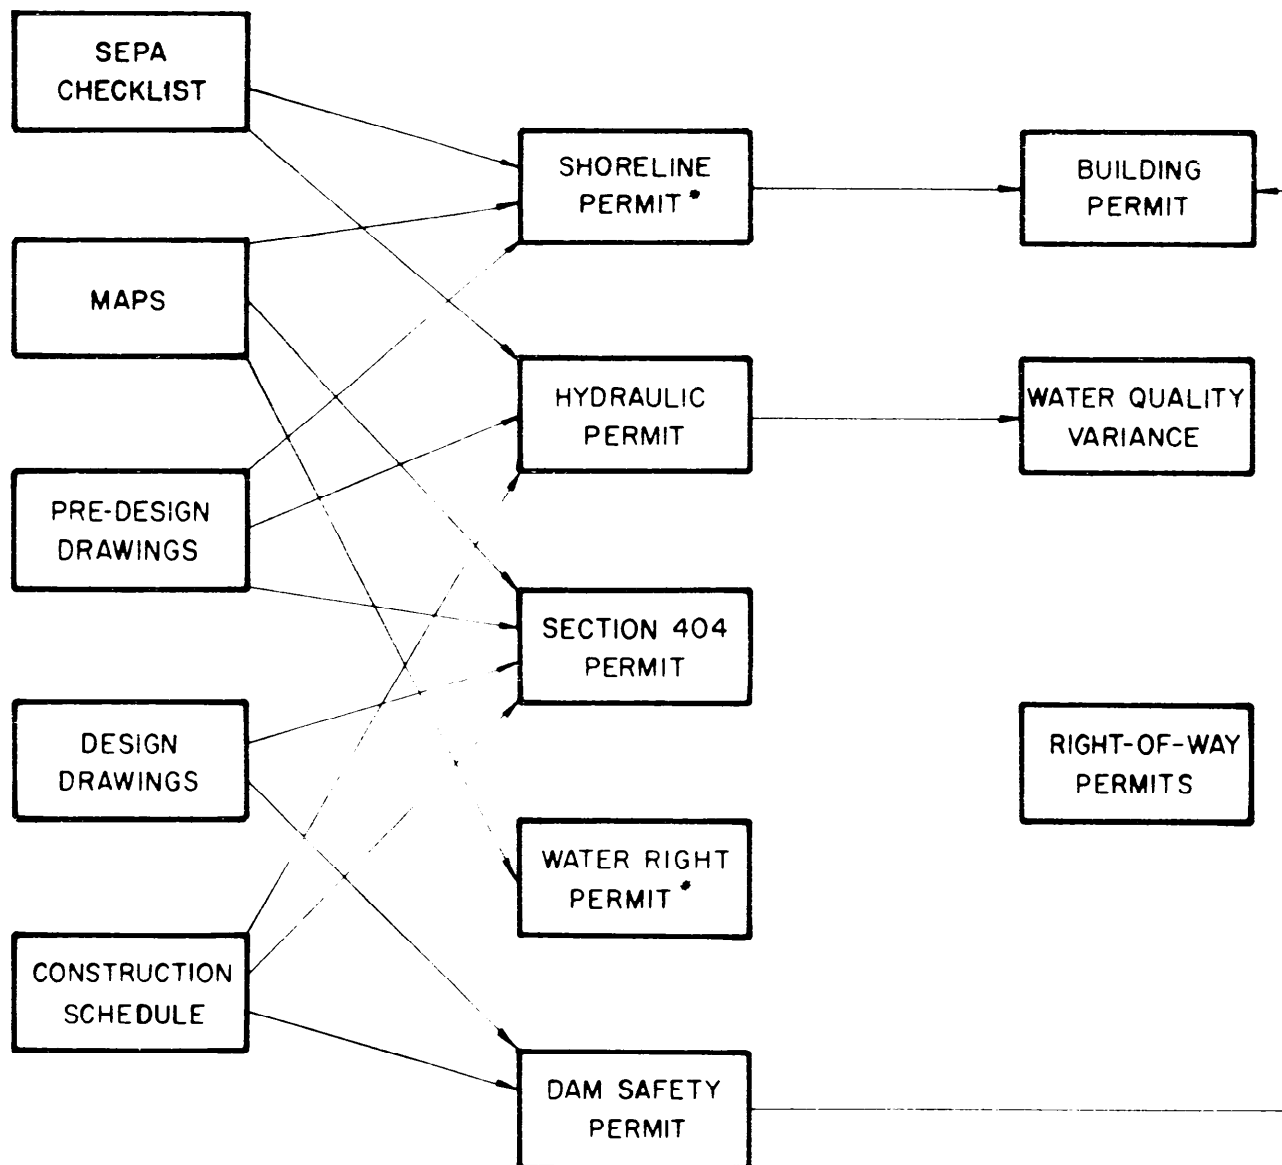 SEPA
CHECKLIST
MAPS
PRE-DESIGN
DRAWINGS
DESIGN
DRAWINGS
CONSTRUCTION
SCHEDULE
SHORELINE
PERMIT*
HYDRAULIC
PERMIT
SECTION 404
PERMIT
WATER RIGHT
PERMIT*
DAM SAFETY
PERMIT
BUILDING
PERMIT
WATER QUALITY
VARIANCE
RIGHT-OF-WAY
PERMITS